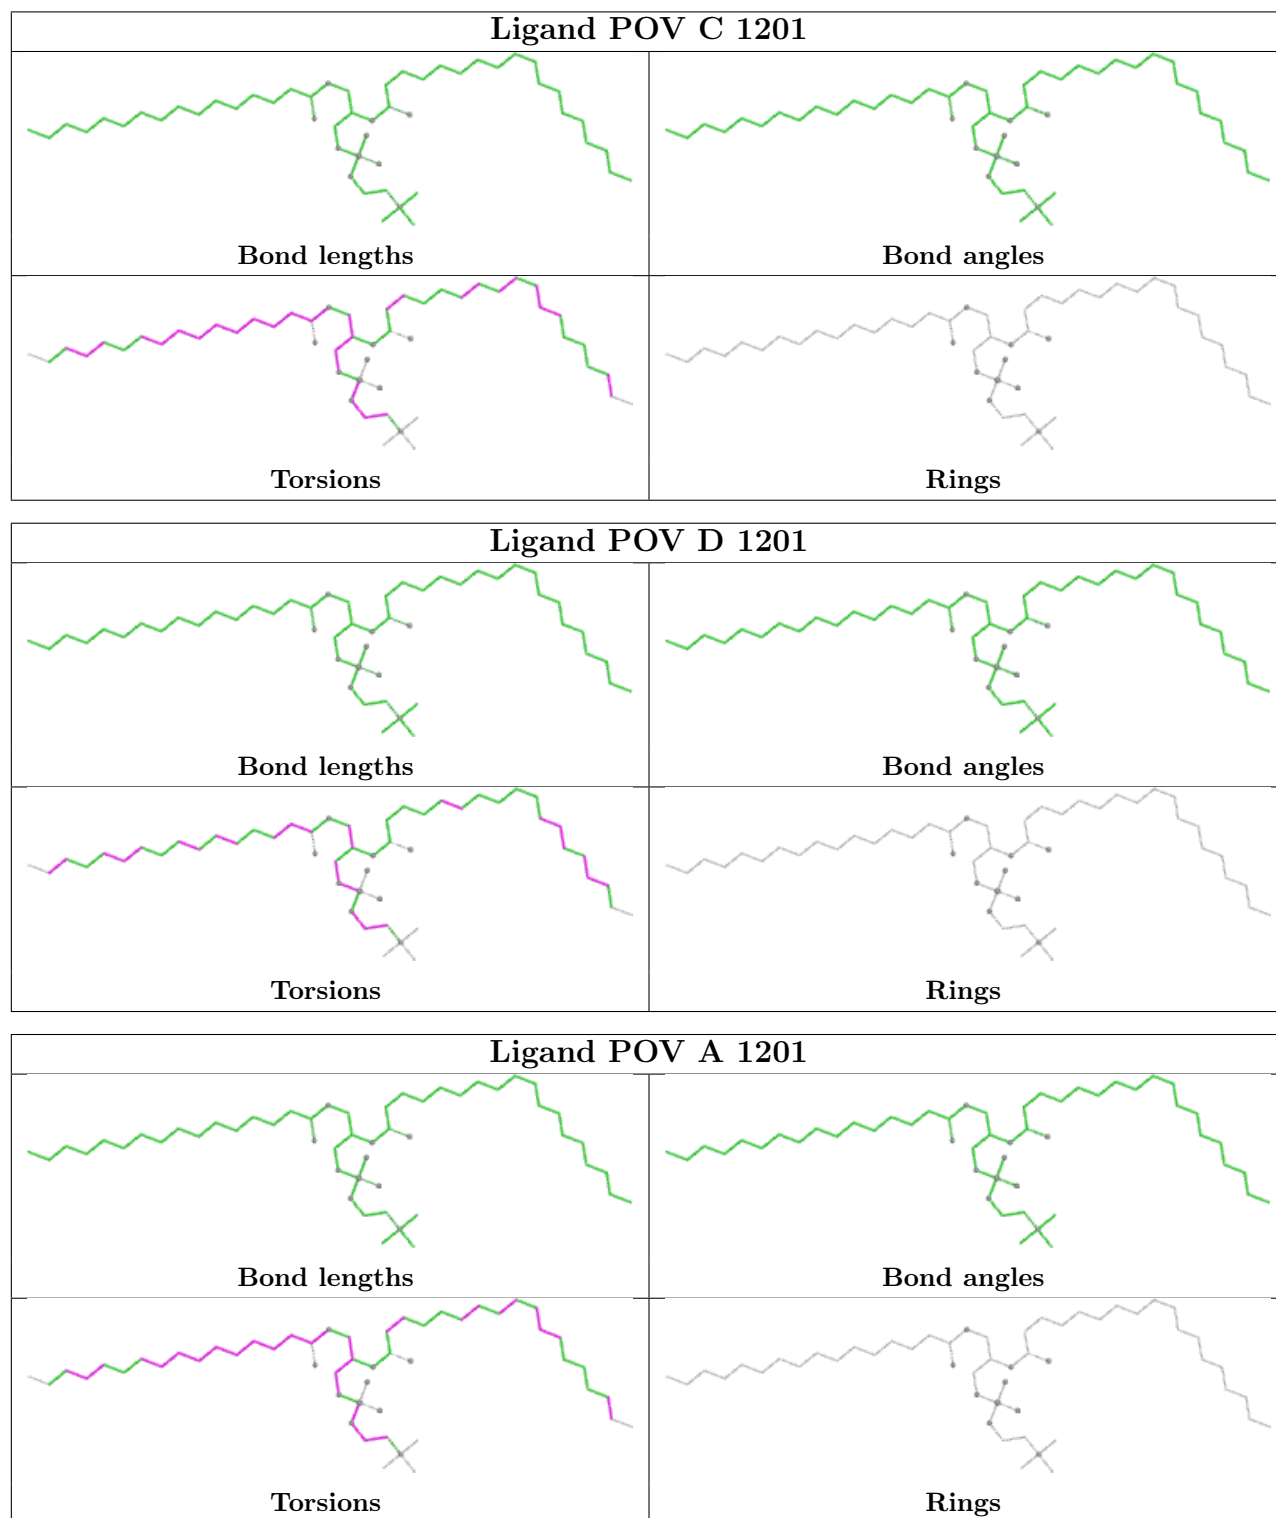 Ligand POV C 1201
Bond lengths
Bond angles
Torsions
Rings
Ligand POV D 1201
Bond lengths
Bond angles
Torsions
Rings
Ligand POV A 1201
Bond lengths
Bond angles
Torsions
Rings